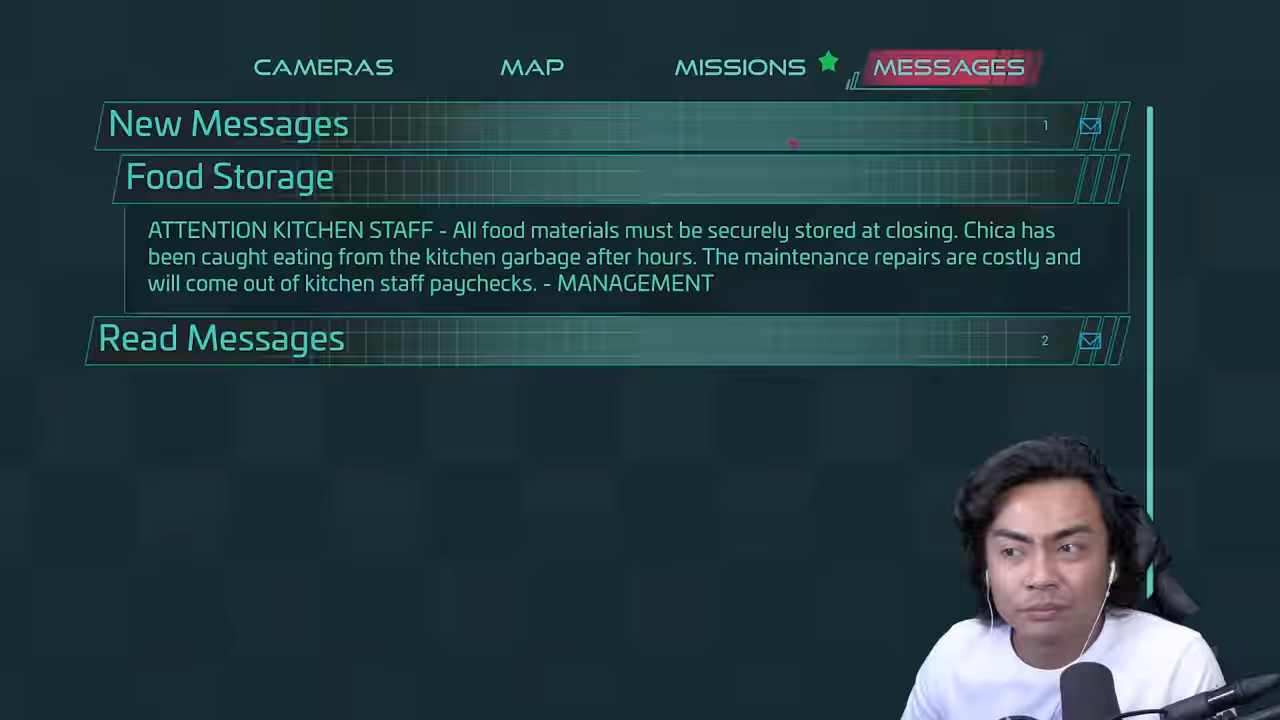 CAMERAS MAP MISSIONS MESSAGES
New Messages 1
Food Storage
ATTENTION KITCHEN STAFF - All food materials must be securely stored at closing. Chica has
been caught eating from the kitchen garbage after hours. The maintenance repairs are costly and
will come out of kitchen staff paychecks. - MANAGEMENT
Read Messages 2